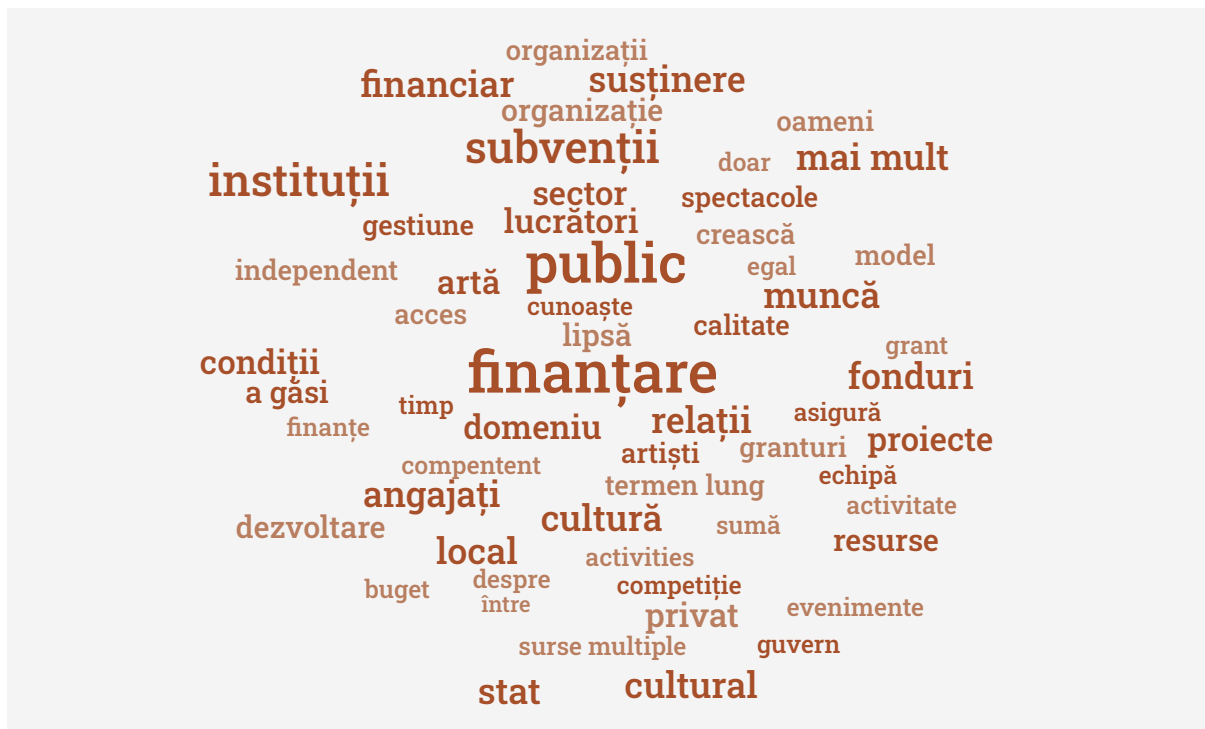 organizații
financiar
susținere
organizație
oameni
subvenții
doar
mai mult
instituții
sector
spectacole
gestiune
lucrători
crească
independent
artă
public
egal
model
acces
cunoaște
muncă
lipsă
calitate
condiții
finanțare
grant
fonduri
a găsi
timp
finanțe
domeniu
relații
asigură
artiști
granturi
proiecte
compentent
termen lung
echipă
angajați
activitate
dezvoltare
cultură
sumă
resurse
local
activities
buget
despre
competiție
între
privat
evenimente
surse multiple
guvern
stat
cultural